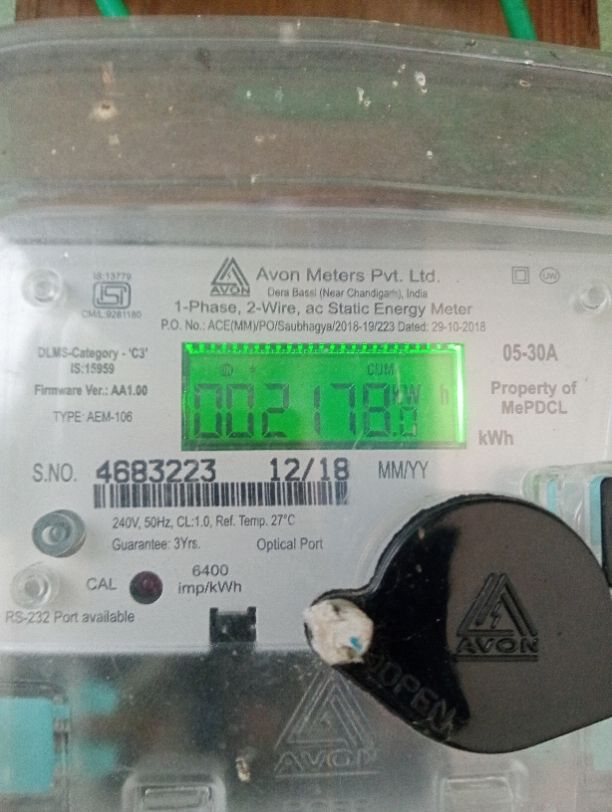 IS:13779
ISI
CM/L:9281180
AVON
Avon Meters Pvt. Ltd.
Dera Bassi (Near Chandigarh), India
UW
1-Phase, 2-Wire, ac Static Energy Meter
P.O. No.: ACE(MM)/PO/Saubhagya/2018-19/223 Dated: 29-10-2018
DLMS-Category - 'C3'
IS:15959
Firmware Ver.: AA1.00
TYPE: AEM-106
CUM
002178.0
kW h
05-30A
Property of
MePDCL
kWh
S.NO. 4683223 12/18 MM/YY
240V, 50Hz, CL:1.0, Ref. Temp. 27°C
Guarantee: 3Yrs. Optical Port
CAL
6400
imp/kWh
RS-232 Port available
AVON
OPEN
AVON